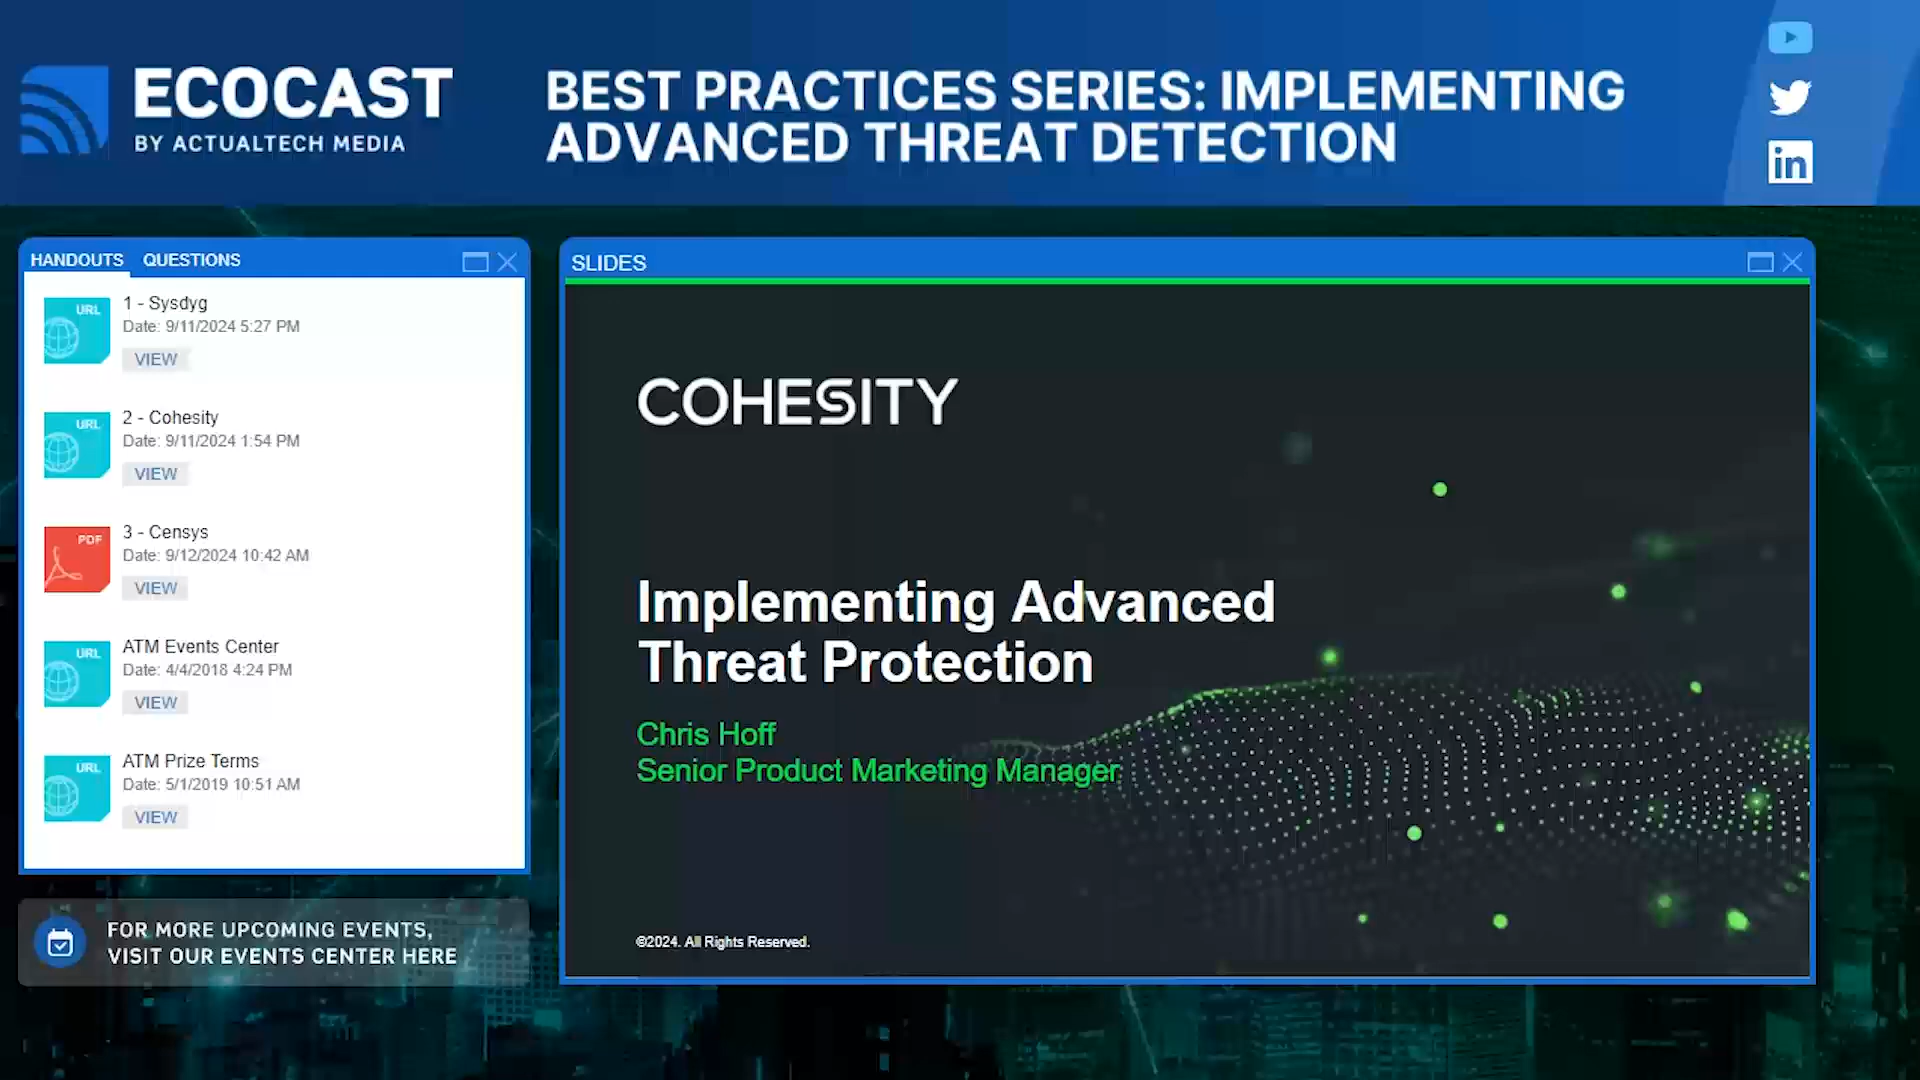 ECOCAST
BY ACTUALTECH MEDIA
BEST PRACTICES SERIES: IMPLEMENTING
ADVANCED THREAT DETECTION
in
HANDOUTS QUESTIONS
URL
1 - Sysdyg
Date: 9/11/2024 5:27 PM
VIEW
URL
2 - Cohesity
Date: 9/11/2024 1:54 PM
VIEW
PDF
3 - Censys
Date: 9/12/2024 10:42 AM
VIEW
URL
ATM Events Center
Date: 4/4/2018 4:24 PM
VIEW
URL
ATM Prize Terms
Date: 5/1/2019 10:51 AM
VIEW
FOR MORE UPCOMING EVENTS,
VISIT OUR EVENTS CENTER HERE
SLIDES
COHESITY
Implementing Advanced
Threat Protection
Chris Hoff
Senior Product Marketing Manager
©2024. All Rights Reserved.